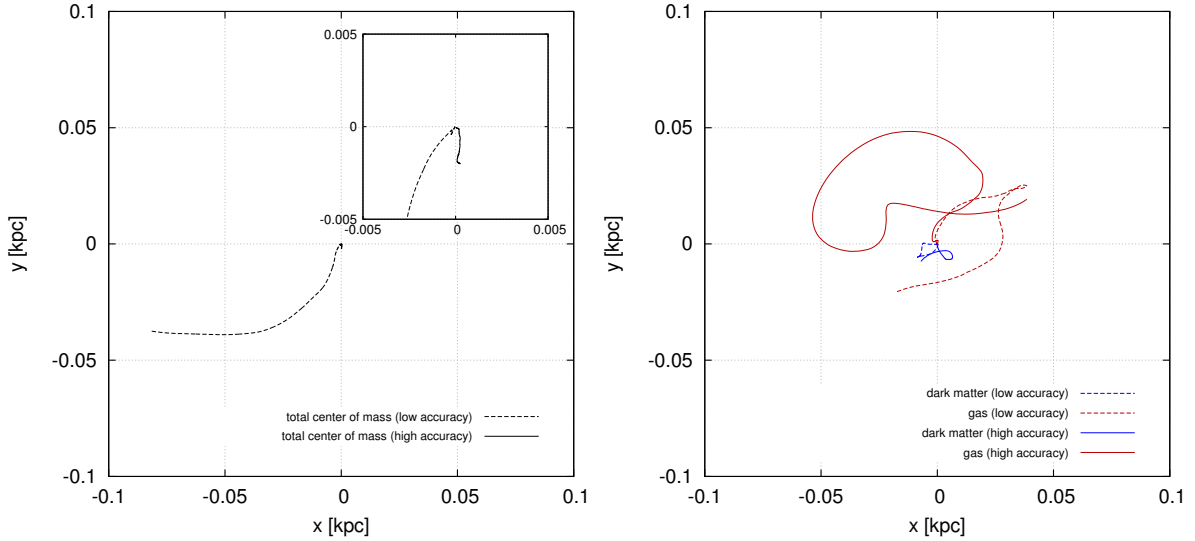 0.1
0.05
0
-0.05
-0.1
y [kpc]
-0.1
-0.05
0
0.05
0.1
x [kpc]
0.005
0
-0.005
-0.005
0
0.005
total center of mass (low accuracy)
total center of mass (high accuracy)
0.1
0.05
0
-0.05
-0.1
y [kpc]
-0.1
-0.05
0
0.05
0.1
x [kpc]
dark matter (low accuracy)
gas (low accuracy)
dark matter (high accuracy)
gas (high accuracy)